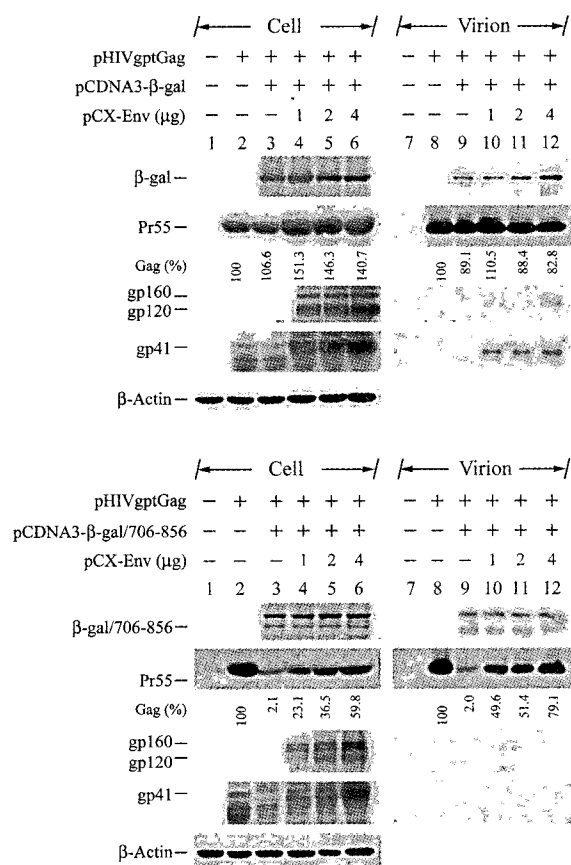 Cell Virion
pHIVgptGag – + + + + + – + + + + +
pCDNA3-β-gal – – + + + + – – + + + +
pCX-Env (μg) – – – 1 2 4 – – – 1 2 4
1 2 3 4 5 6 7 8 9 10 11 12
β-gal
Pr55
Gag (%) 100 106.6 151.3 146.3 140.7 100 89.1 110.5 88.4 82.8
gp160
gp120
gp41
β-Actin
Cell Virion
pHIVgptGag – + + + + + – + + + + +
pCDNA3-β-gal/706-856 – – + + + + – – + + + +
pCX-Env (μg) – – – 1 2 4 – – – 1 2 4
1 2 3 4 5 6 7 8 9 10 11 12
β-gal/706-856
Pr55
Gag (%) 100 2.1 23.1 36.5 59.8 100 2.0 49.6 51.4 79.1
gp160
gp120
gp41
β-Actin